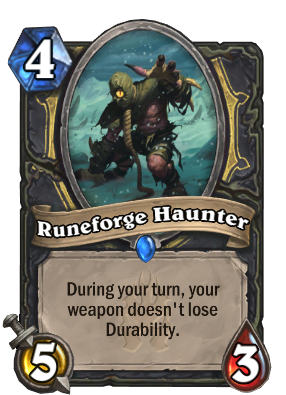 4
Runeforge Haunter
During your turn, your
weapon doesn't lose
Durability.
5
3